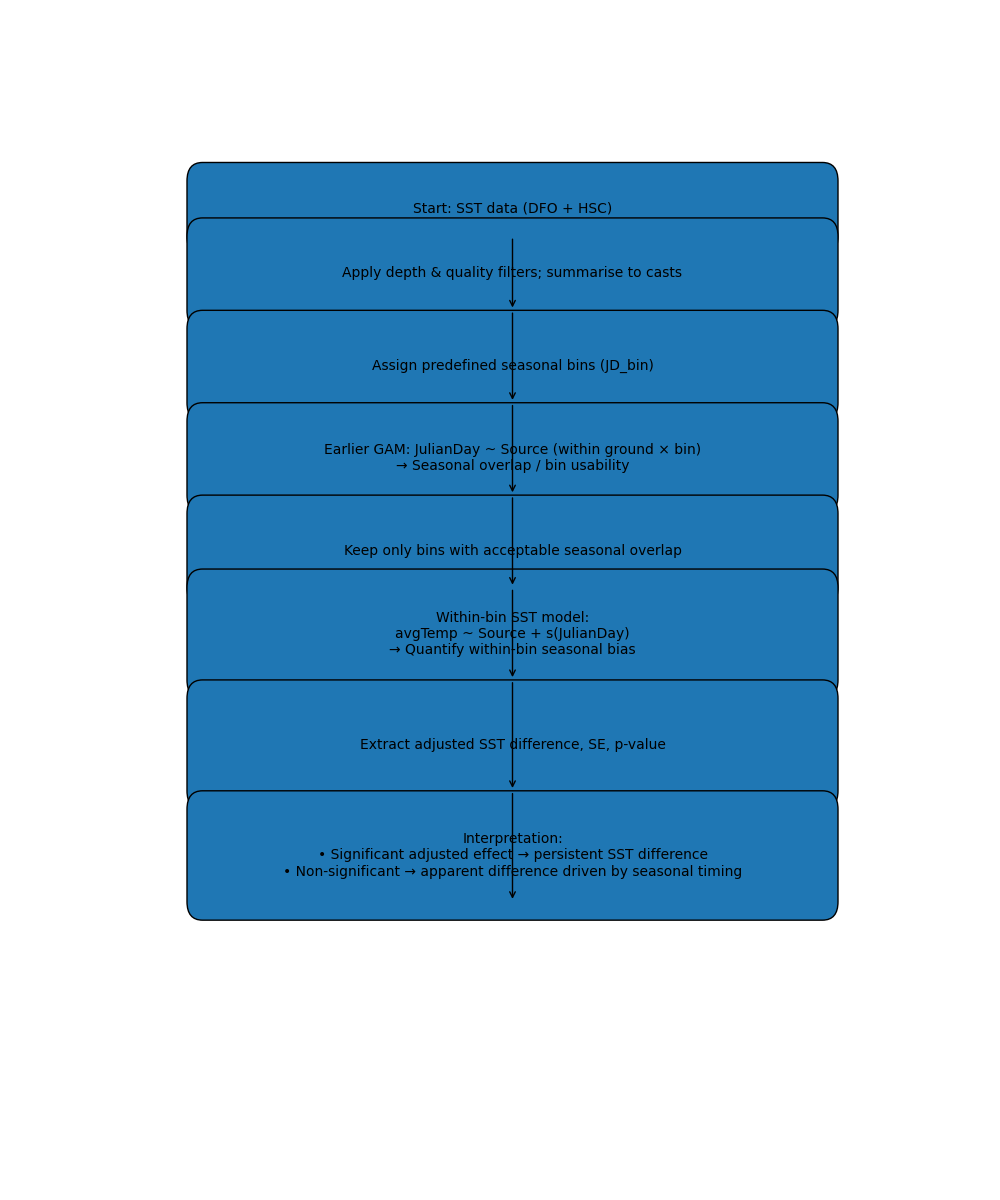 Start: SST data (DFO + HSC)
Apply depth & quality filters; summarise to casts
Assign predefined seasonal bins (JD_bin)
Earlier GAM: JulianDay ~ Source (within ground × bin)
→ Seasonal overlap / bin usability
Keep only bins with acceptable seasonal overlap
Within-bin SST model:
avgTemp ~ Source + s(JulianDay)
→ Quantify within-bin seasonal bias
Extract adjusted SST difference, SE, p-value
Interpretation:
• Significant adjusted effect → persistent SST difference
• Non-significant → apparent difference driven by seasonal timing